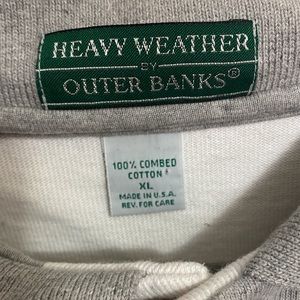 HEAVY WEATHER
BY
OUTER BANKS®
100% COMBED
COTTON
XL
MADE IN U.S.A.
REV. FOR CARE